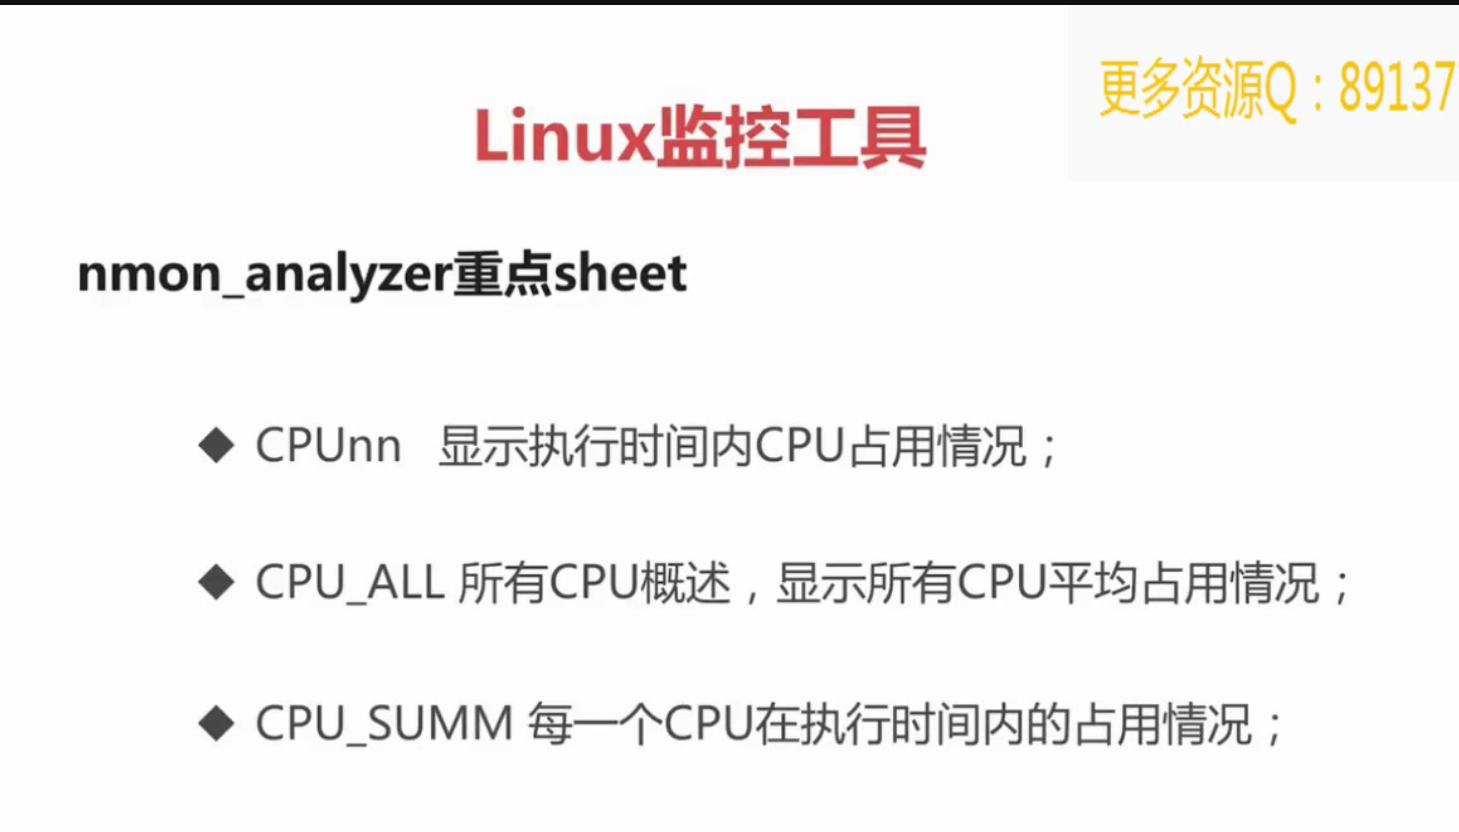 更多资源Q：89137
Linux监控工具
nmon_analyzer重点sheet
◆ CPUnn 显示执行时间内CPU占用情况；
◆ CPU_ALL 所有CPU概述，显示所有CPU平均占用情况；
◆ CPU_SUMM 每一个CPU在执行时间内的占用情况；